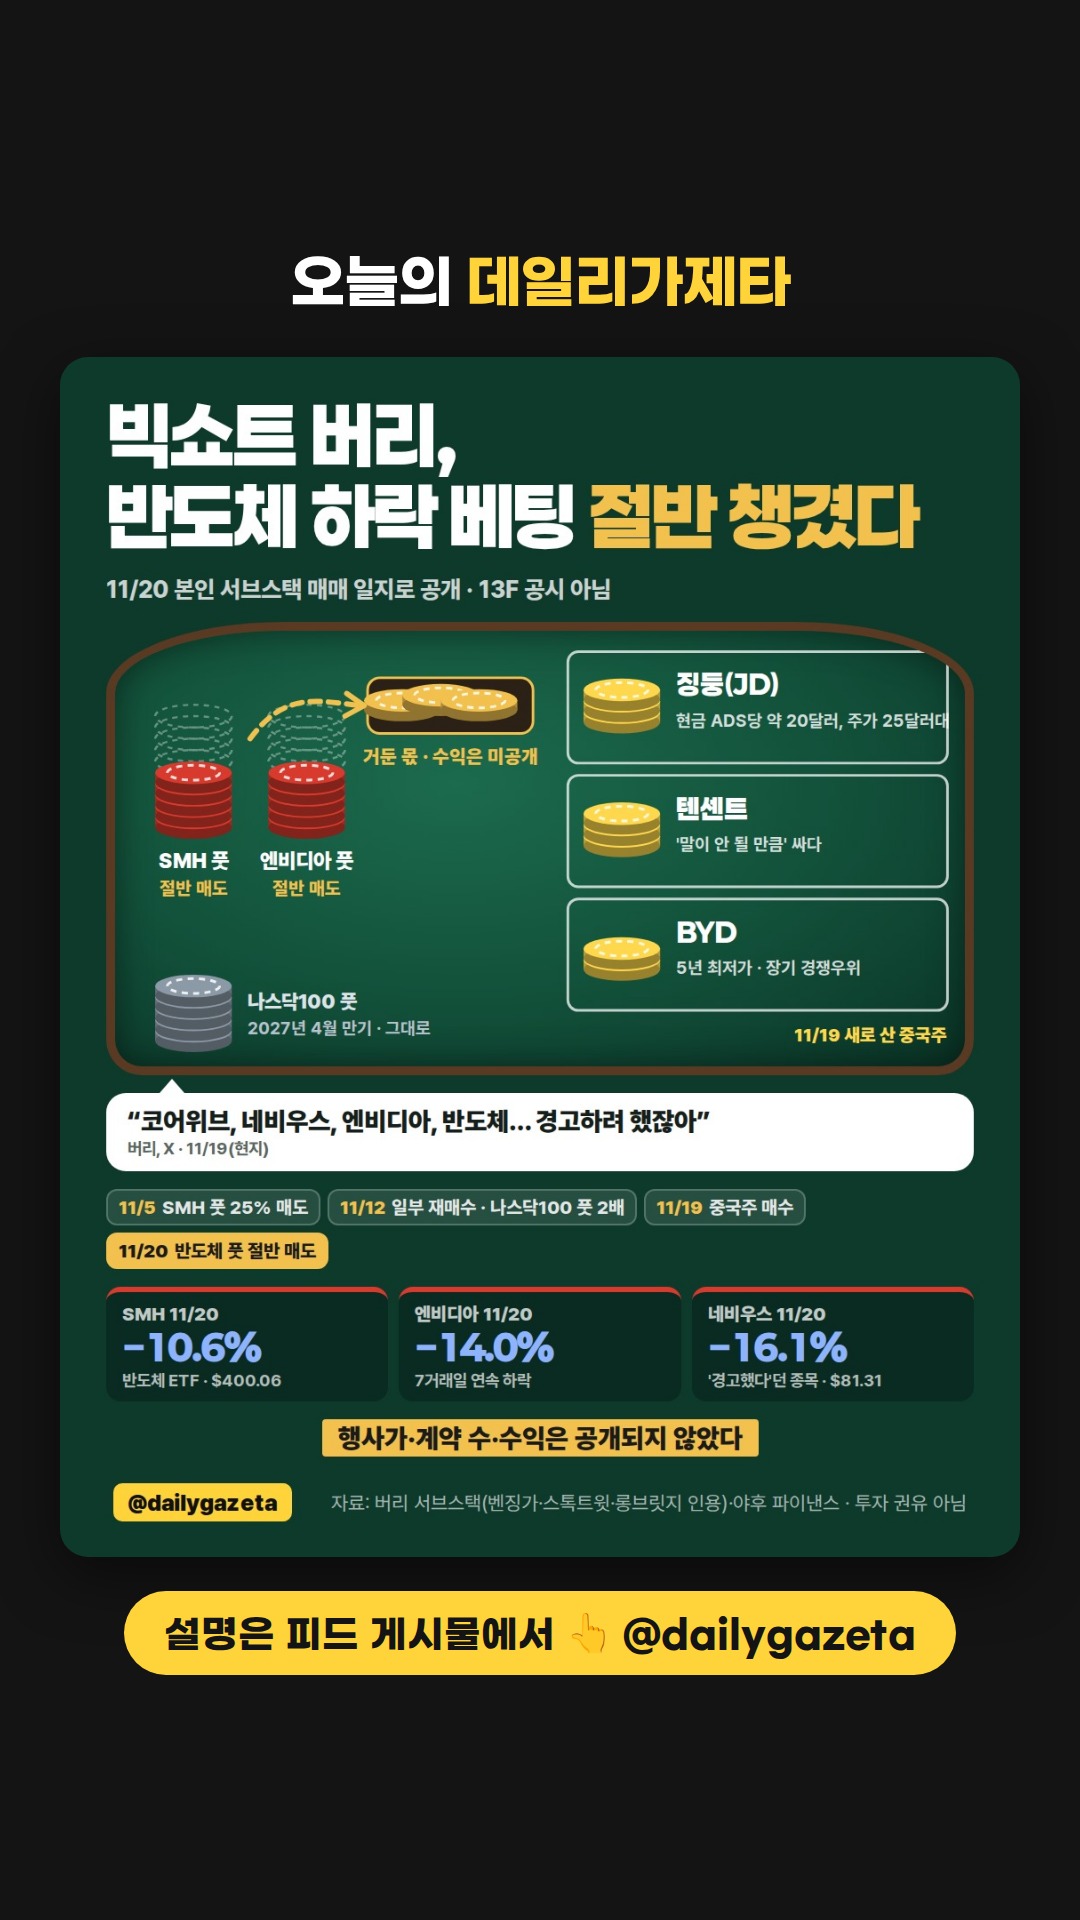 오늘의 데일리가제타
빅쇼트 버리,
반도체 하락 베팅 절반 챙겼다
11/20 본인 서브스택 매매 일지로 공개 · 13F 공시 아님
거둔 몫 · 수익은 미공개
SMH 풋
절반 매도
엔비디아 풋
절반 매도
나스닥100 풋
2027년 4월 만기 · 그대로
징둥(JD)
현금 ADS당 약 20달러, 주가 25달러대
텐센트
'말이 안 될 만큼' 싸다
BYD
5년 최저가 · 장기 경쟁우위
11/19 새로 산 중국주
“코어위브, 네비우스, 엔비디아, 반도체... 경고하려 했잖아”
버리, X · 11/19(현지)
11/5 SMH 풋 25% 매도
11/12 일부 재매수 · 나스닥100 풋 2배
11/19 중국주 매수
11/20 반도체 풋 절반 매도
SMH 11/20
−10.6%
반도체 ETF · $400.06
엔비디아 11/20
−14.0%
7거래일 연속 하락
네비우스 11/20
−16.1%
'경고했다'던 종목 · $81.31
행사가·계약 수·수익은 공개되지 않았다
@dailygazeta
자료: 버리 서브스택(벤징가·스톡트윗·롱브릿지 인용)·야후 파이낸스 · 투자 권유 아님
설명은 피드 게시물에서 👆 @dailygazeta